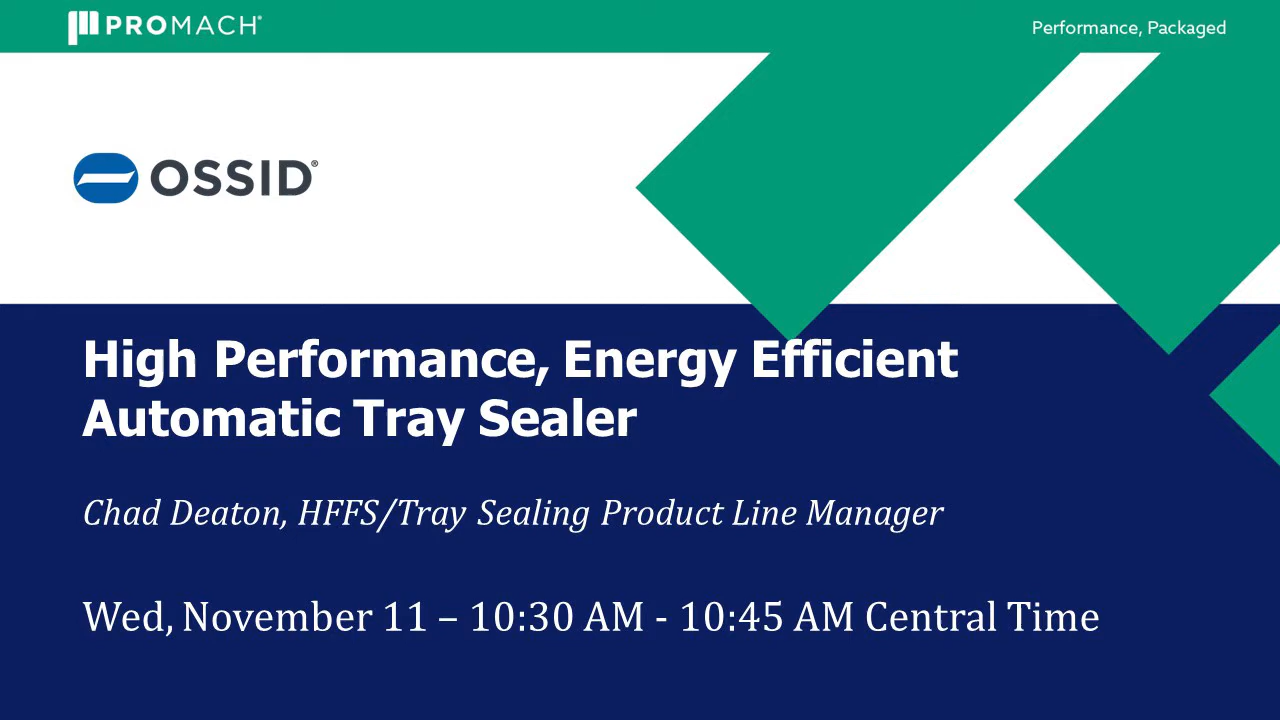 PROMACH®
Performance, Packaged
OSSID®
High Performance, Energy Efficient
Automatic Tray Sealer
Chad Deaton, HFFS/Tray Sealing Product Line Manager
Wed, November 11 – 10:30 AM - 10:45 AM Central Time